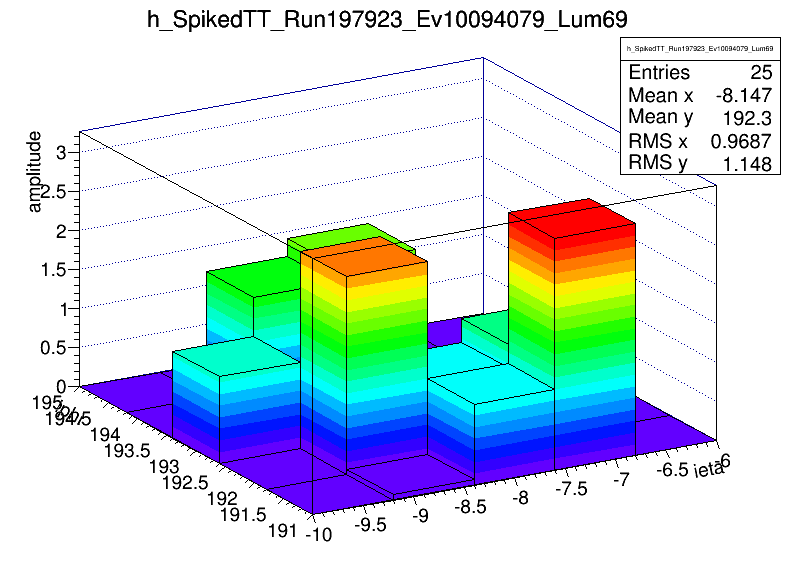 h_SpikedTT_Run197923_Ev10094079_Lum69
h_SpikedTT_Run197923_Ev10094079_Lum69
Entries 25
Mean x -8.147
Mean y 192.3
RMS x 0.9687
RMS y 1.148
amplitude
3
2.5
2
1.5
1
0.5
0
195
194.5
194
193.5
193
192.5
192
191.5
191
-10
-9.5
-9
-8.5
-8
-7.5
-7
-6.5
-6
ieta